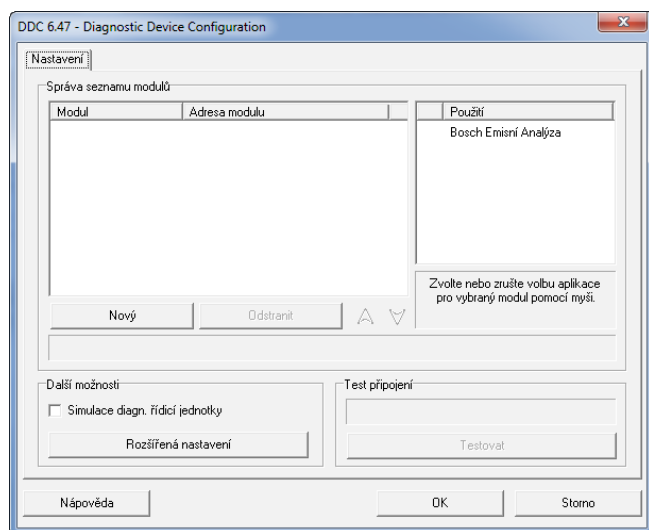 DDC 6.47 - Diagnostic Device Configuration
Nastavení
Správa seznamu modulů
Modul Adresa modulu Použití
Bosch Emisní Analýza
Zvolte nebo zrušte volbu aplikace
pro vybraný modul pomocí myši.
Nový Odstranit
Další možnosti Test připojení
Simulace diagn. řídicí jednotky
Rozšířená nastavení Testovat
Nápověda OK Storno